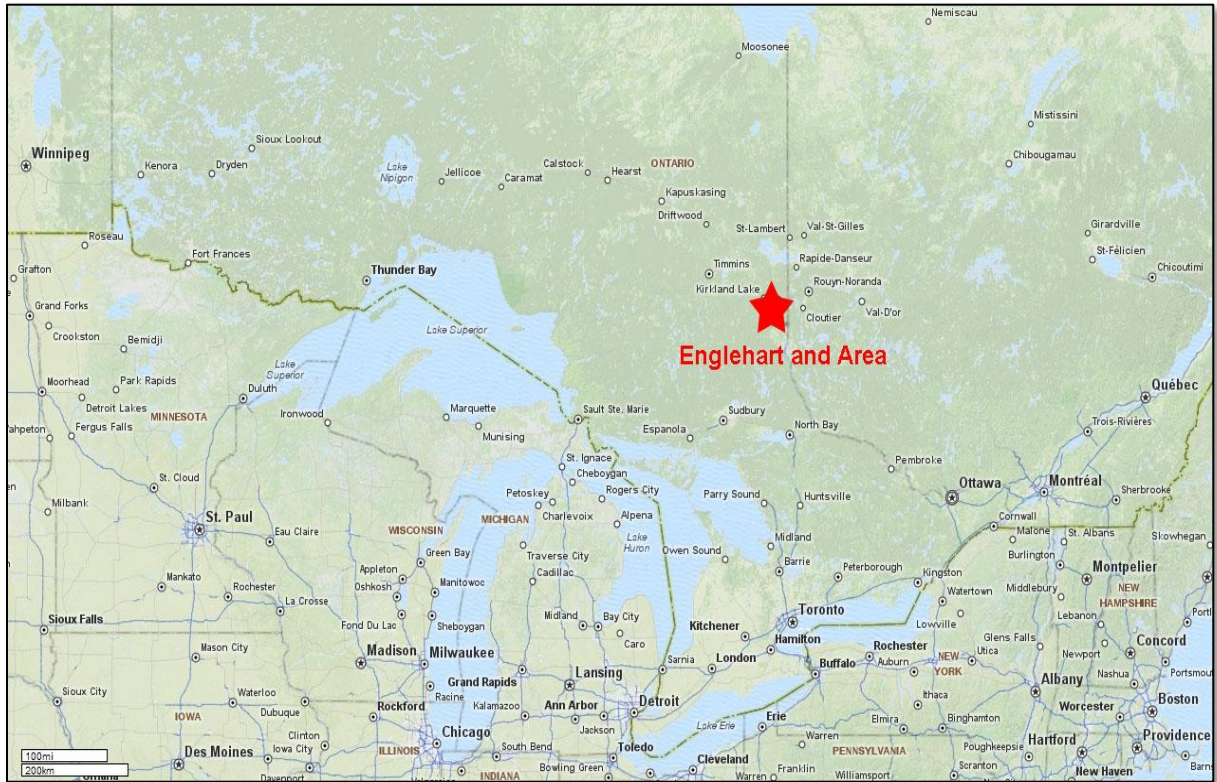 Nemiscau
Moosonee
Mistissini
Sioux Lookout
Winnipeg
Kenora
Dryden
Lake
Nipigon
Jellicoe
Caramat
Calstock
Hearst
ONTARIO
Chibougamau
Kapuskasing
Driftwood
St-Lambert
Val-St-Gilles
Girardville
Roseau
Fort Frances
St-Félicien
Grafton
Thunder Bay
Timmins
Rapide-Danseur
Chicoutimi
Kirkland Lake
Rouyn-Noranda
Grand Forks
Cloutier
Val-D'or
Crookston
Lake Superior
Bemidji
Englehart and Area
Lake
Superior
Moorhead
Park Rapids
Duluth
Québec
Detroit Lakes
MINNESOTA
Ironwood
Marquette
Sault Ste. Marie
Sudbury
Fergus Falls
Munising
Espanola
North Bay
Trois-Rivières
Vahpeton
St. Ignace
Pembroke
Cheboygan
St. Cloud
Petoskey
Rogers City
Parry Sound
Huntsville
Ottawa
Montréal
Sherbrooke
Milbank
Charlevoix
Alpena
St. Paul
WISCONSIN
MICHIGAN
Cornwall
Eau Claire
Lake
Huron
Malone
St. Albans
Skowhegan
Green Bay
Traverse City
Owen Sound
Midland
Burlington
Appleton
Cadillac
Barrie
Peterborough
Kingston
Montpelier
Mankato
Rochester
Oshkosh
Manitowoc
Watertown
Middlebury
NEW
HAMPSHIRE
La Crosse
Sioux Falls
Fond Du Lac
Sheboygan
Midland
Bay City
Toronto
Lowville
Lebanon
Portl
Caro
Kitchener
Hamilton
Glens Falls
Concord
Mason City
Madison
Milwaukee
Lansing
Sarnia
London
Buffalo
Rochester
Auburn
NEW
YORK
Utica
Newport
Portsmou
Sioux City
Racine
Grand Rapids
Albany
Nashua
Waterloo
Kalamazoo
Ann Arbor
Detroit
Ithaca
Boston
IOWA
Dubuque
Rockford
Jackson
Lake Erie
Erie
Elmira
Binghamton
Worcester
Clinton
Chicago
Warren
Poughkeepsie
Providence
100mi
Des Moines
Iowa City
ILLINOIS
South Bend
Toledo
PENNSYLVANIA
Hartford
200km
Davenport
INDIANA
Bowling Green
Cleveland
Warren
Franklin
Williamsport
Scranton
New Haven
Barns